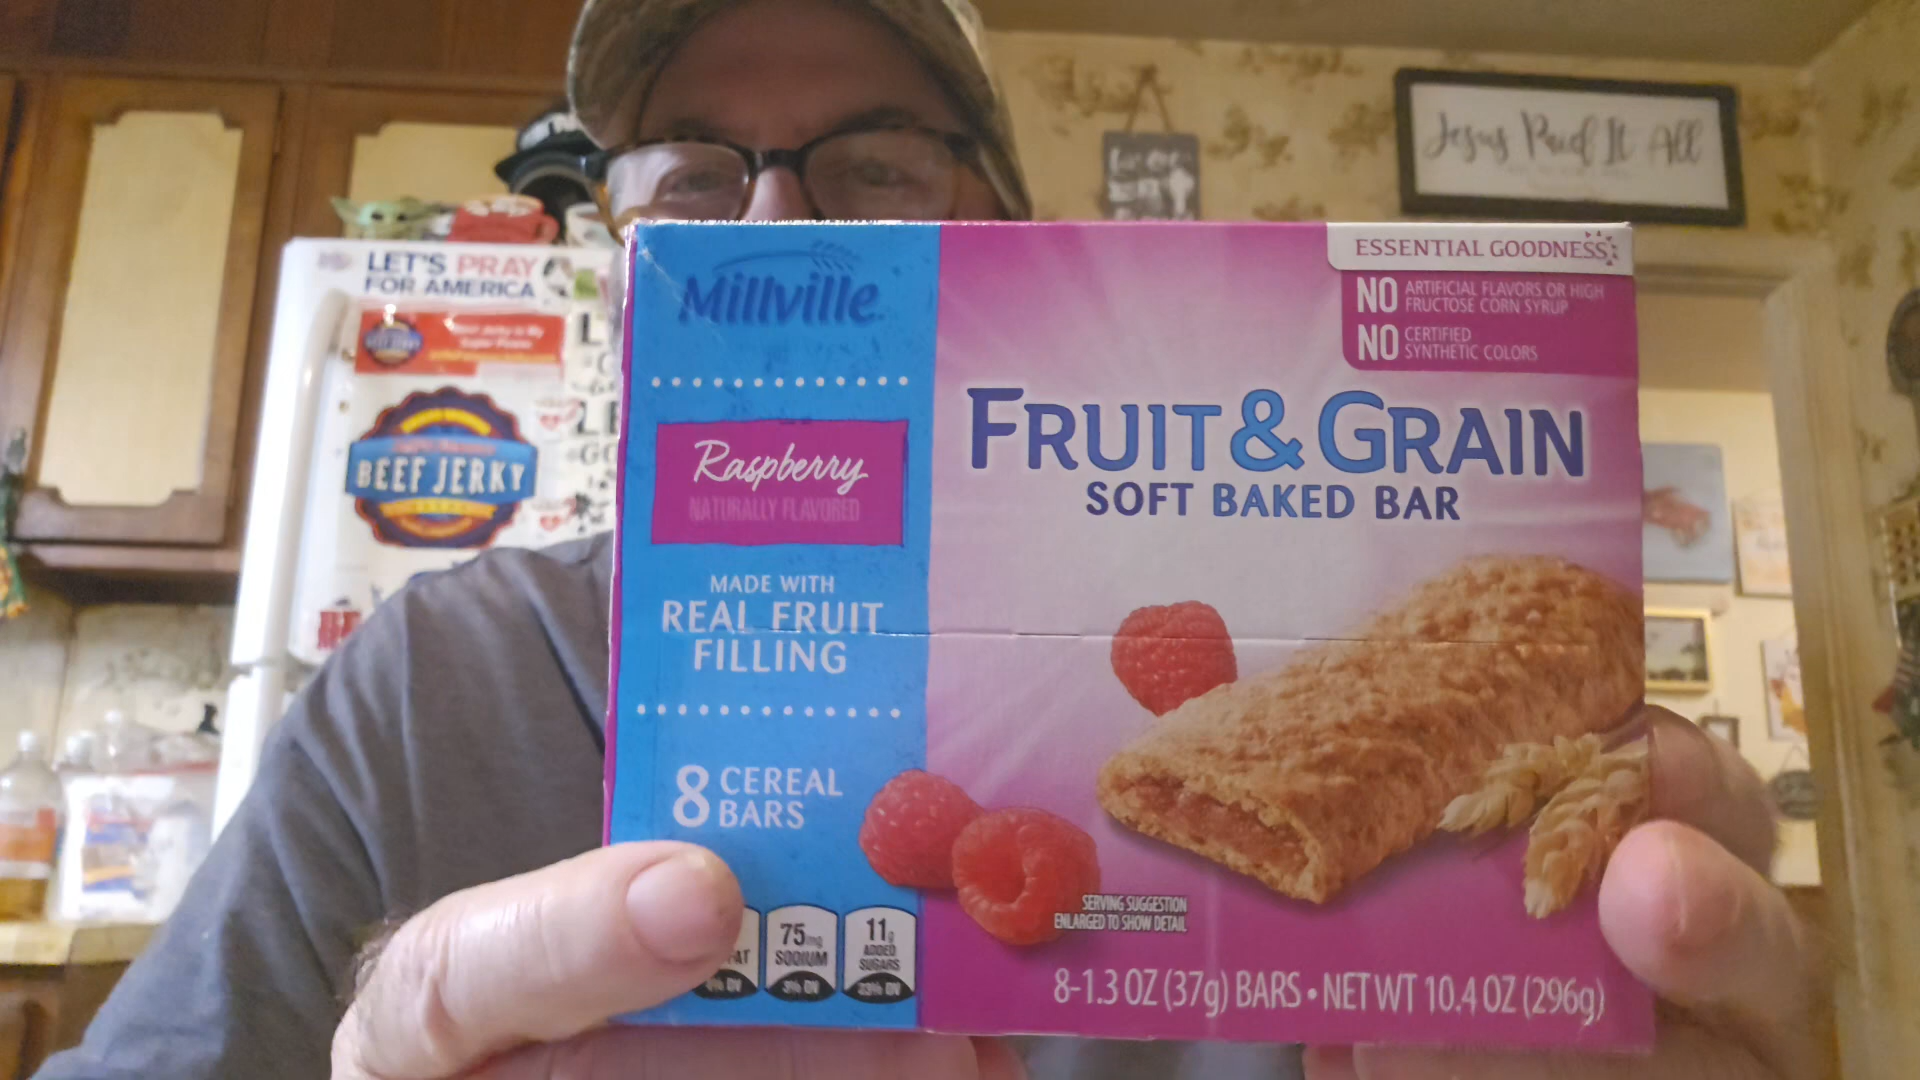 Jesus Paid It All
LET'S PRAY
FOR AMERICA
BEEF JERKY
Millville
Raspberry
NATURALLY FLAVORED
MADE WITH
REAL FRUIT
FILLING
8 CEREAL
BARS
FAT
75mg
SODIUM
3% DV
11g
ADDED
SUGARS
23% DV
ESSENTIAL GOODNESS
NO ARTIFICIAL FLAVORS OR HIGH
FRUCTOSE CORN SYRUP
NO CERTIFIED
SYNTHETIC COLORS
FRUIT & GRAIN
SOFT BAKED BAR
SERVING SUGGESTION
ENLARGED TO SHOW DETAIL
8-1.3 OZ (37g) BARS • NET WT 10.4 OZ (296g)